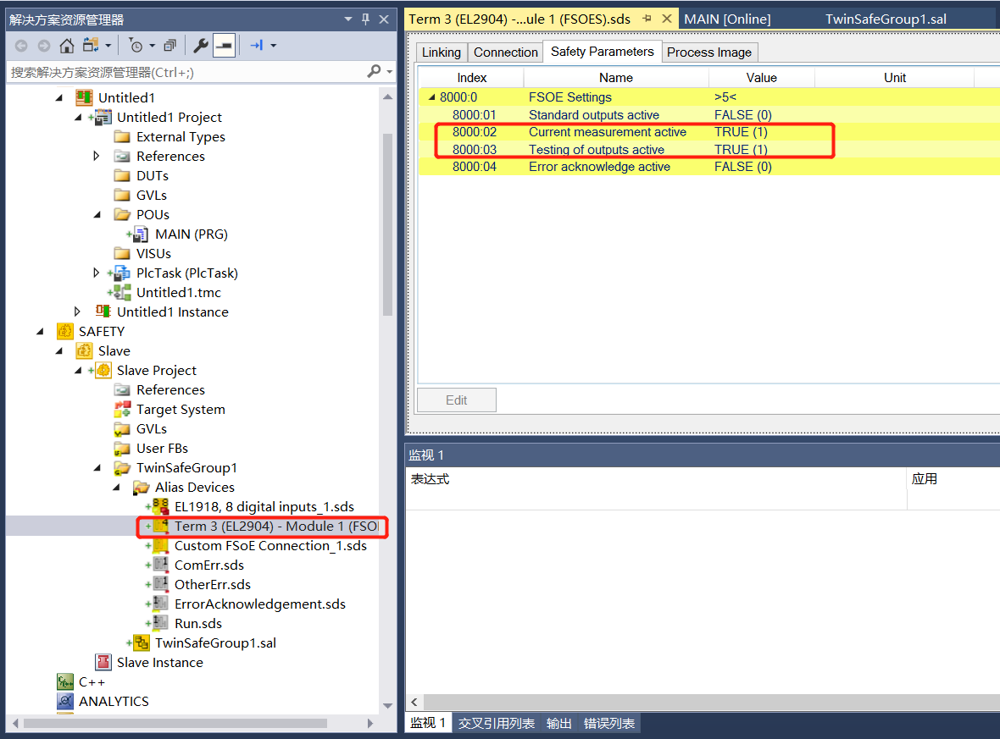 解决方案资源管理器
搜索解决方案资源管理器(Ctrl+;)
Untitled1
Untitled1 Project
External Types
References
DUTs
GVLs
POUs
MAIN (PRG)
VISUs
PlcTask (PlcTask)
Untitled1.tmc
Untitled1 Instance
SAFETY
Slave
Slave Project
References
Target System
GVLs
User FBs
TwinSafeGroup1
Alias Devices
EL1918, 8 digital inputs_1.sds
Term 3 (EL2904) - Module 1 (FSOI
Custom FSoE Connection_1.sds
ComErr.sds
OtherErr.sds
ErrorAcknowledgement.sds
Run.sds
TwinSafeGroup1.sal
Slave Instance
C++
ANALYTICS
Term 3 (EL2904) -...ule 1 (FSOES).sds MAIN [Online] TwinSafeGroup1.sal
Linking Connection Safety Parameters Process Image
Index Name Value Unit
8000:0 FSOE Settings >5<
8000:01 Standard outputs active FALSE (0)
8000:02 Current measurement active TRUE (1)
8000:03 Testing of outputs active TRUE (1)
8000:04 Error acknowledge active FALSE (0)
Edit
监视 1
表达式 应用
监视 1 交叉引用列表 输出 错误列表